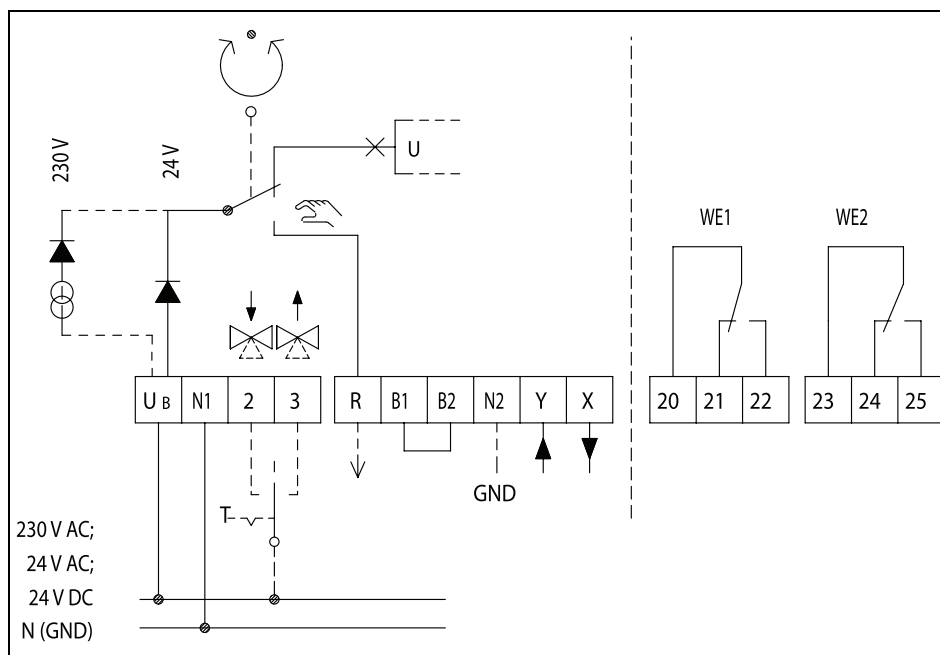 230 V
24 V
U
WE1
WE2
UB
N1
2
3
R
B1
B2
N2
Y
X
20
21
22
23
24
25
GND
T
230 V AC;
24 V AC;
24 V DC
N (GND)